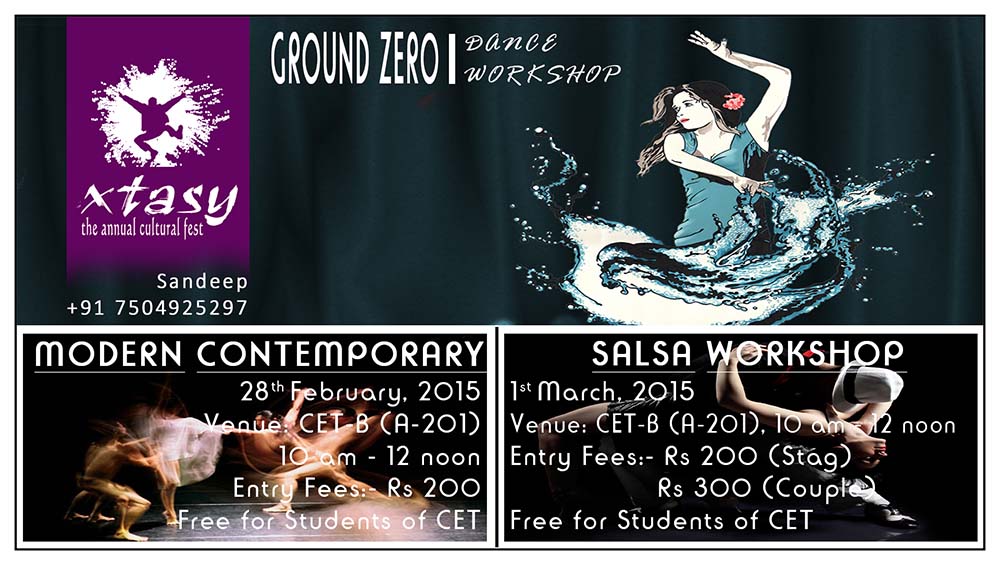 GROUND ZERO | DANCE
WORKSHOP
xtasy
the annual cultural fest
Sandeep
+91 7504925297
MODERN CONTEMPORARY
28th February, 2015
Venue: CET-B (A-201)
10 am - 12 noon
Entry Fees:- Rs 200
Free for Students of CET
SALSA WORKSHOP
1st March, 2015
Venue: CET-B (A-201), 10 am - 12 noon
Entry Fees:- Rs 200 (Stag)
Rs 300 (Couple)
Free for Students of CET